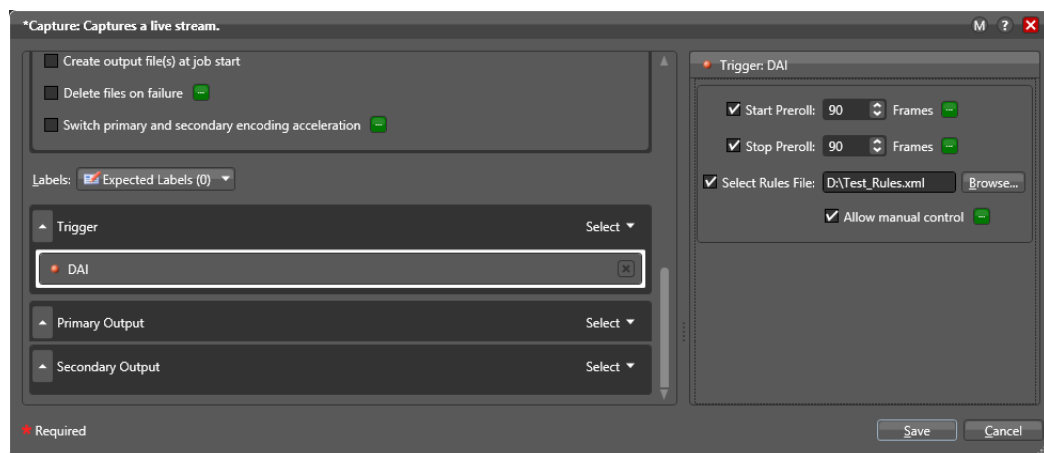 *Capture: Captures a live stream.
M ?
Create output file(s) at job start
Delete files on failure
Switch primary and secondary encoding acceleration
Labels: Expected Labels (0)
Trigger Select
DAI
Primary Output Select
Secondary Output Select
* Required
Trigger: DAI
Start Preroll: 90 Frames
Stop Preroll: 90 Frames
Select Rules File: D:\Test_Rules.xml Browse...
Allow manual control
Save Cancel